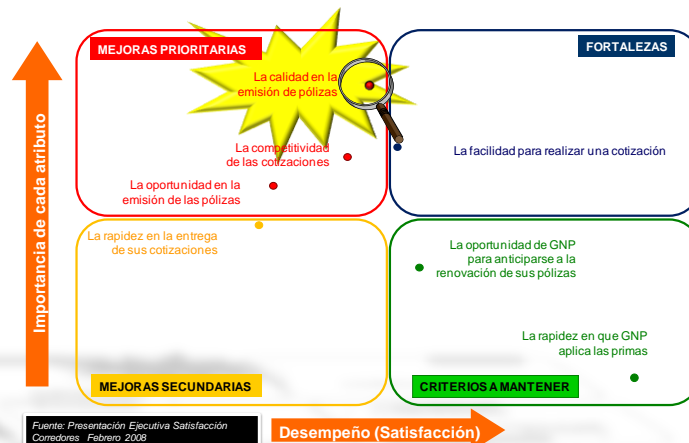 MEJORAS PRIORITARIAS
FORTALEZAS
La calidad en la
emisión de pólizas
La competitividad
de las cotizaciones
La facilidad para realizar una cotización
La oportunidad en la
emisión de las pólizas
La rapidez en la entrega
de sus cotizaciones
La oportunidad de GNP
para anticiparse a la
renovación de sus pólizas
La rapidez en que GNP
aplica las primas
MEJORAS SECUNDARIAS
CRITERIOS A MANTENER
Importancia de cada atributo
Desempeño (Satisfacción)
Fuente: Presentación Ejecutiva Satisfacción
Corredores Febrero 2008